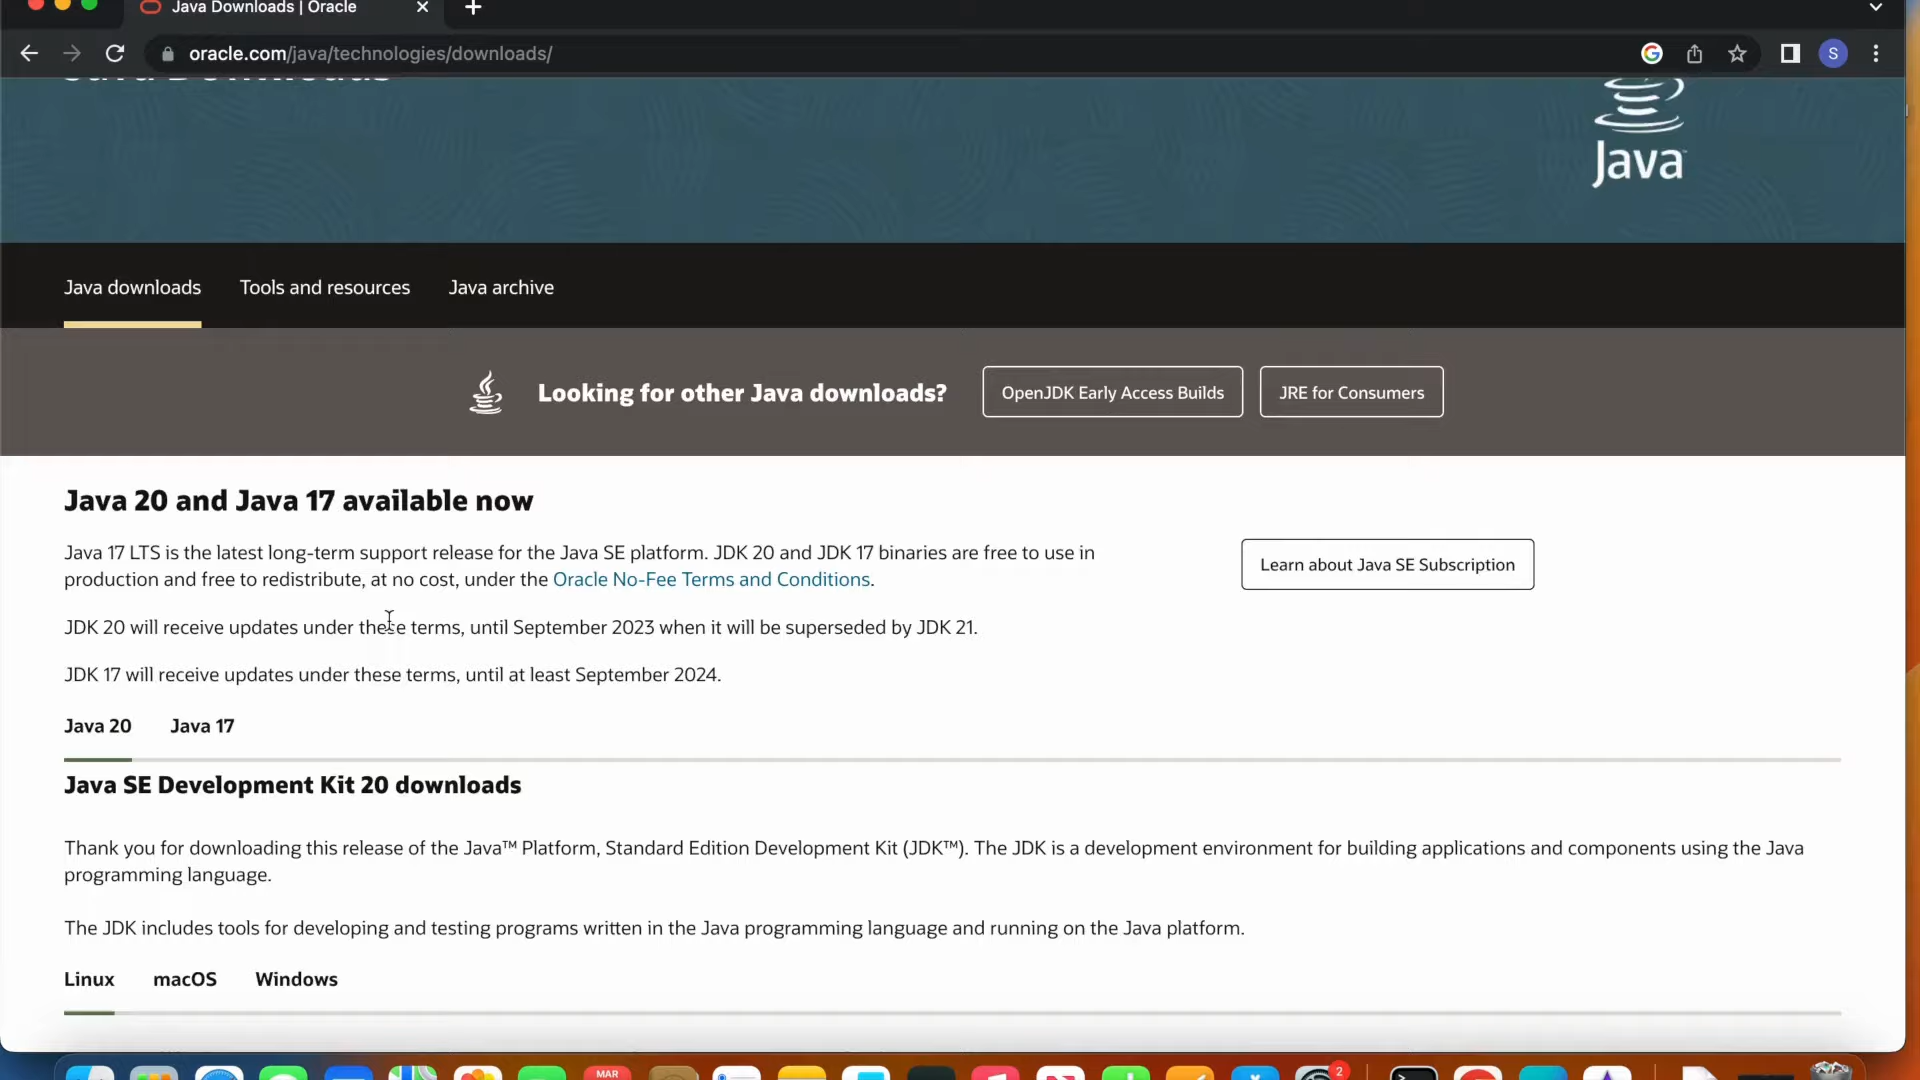 Java Downloads | Oracle
oracle.com/java/technologies/downloads/
S
Java Downloads
Java
Java downloads Tools and resources Java archive
Looking for other Java downloads? OpenJDK Early Access Builds JRE for Consumers
Java 20 and Java 17 available now
Java 17 LTS is the latest long-term support release for the Java SE platform. JDK 20 and JDK 17 binaries are free to use in
production and free to redistribute, at no cost, under the Oracle No-Fee Terms and Conditions.
Learn about Java SE Subscription
JDK 20 will receive updates under these terms, until September 2023 when it will be superseded by JDK 21.
JDK 17 will receive updates under these terms, until at least September 2024.
Java 20 Java 17
Java SE Development Kit 20 downloads
Thank you for downloading this release of the Java™ Platform, Standard Edition Development Kit (JDK™). The JDK is a development environment for building applications and components using the Java
programming language.
The JDK includes tools for developing and testing programs written in the Java programming language and running on the Java platform.
Linux macOS Windows
MAR
2